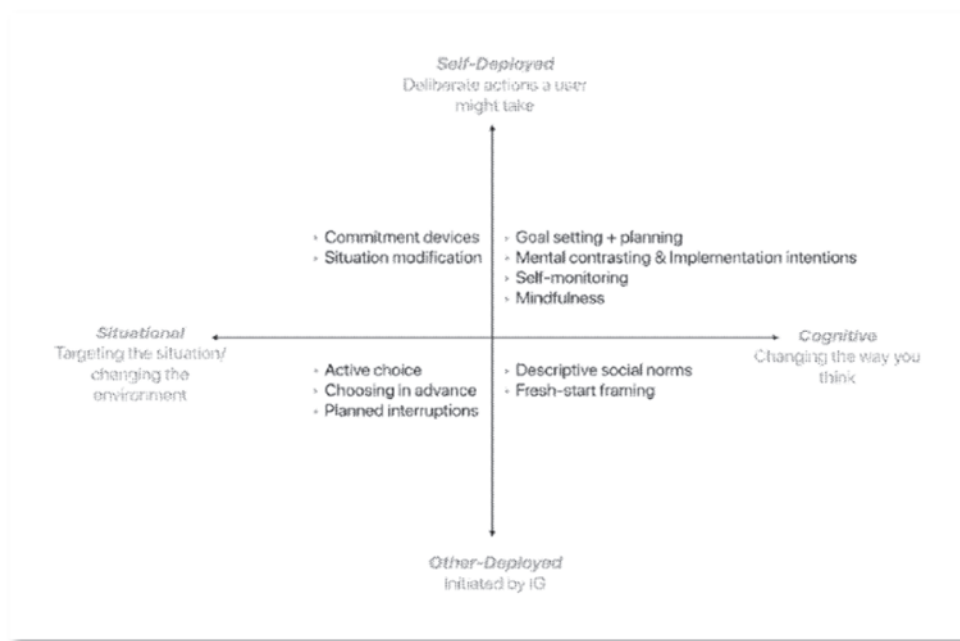 Self-Deployed
Deliberate actions a user
might take
• Commitment devices
• Situation modification
• Goal setting + planning
• Mental contrasting & Implementation intentions
• Self-monitoring
• Mindfulness
Situational
Targeting the situation/
changing the
environment
Cognitive
Changing the way you
think
• Active choice
• Choosing in advance
• Planned interruptions
• Descriptive social norms
• Fresh-start framing
Other-Deployed
Initiated by IG